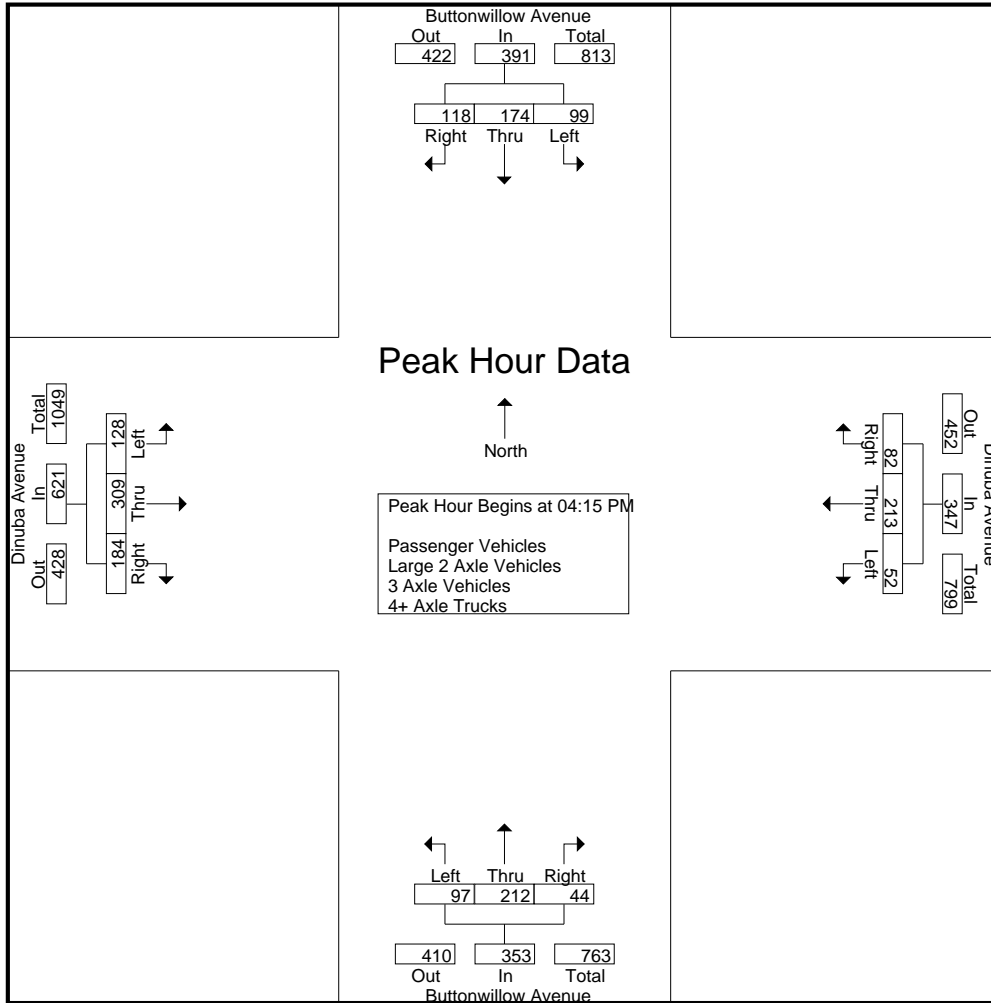 Buttonwillow Avenue
Out In Total
422 391 813
118 174 99
Right Thru Left
Peak Hour Data
North
Peak Hour Begins at 04:15 PM
Passenger Vehicles
Large 2 Axle Vehicles
3 Axle Vehicles
4+ Axle Trucks
Dinuba Avenue
Out In Total
428 621 1049
Left Thru Right
128 309 184
Dinuba Avenue
Out In Total
452 347 799
Right Thru Left
82 213 52
Left Thru Right
97 212 44
410 353 763
Out In Total
Buttonwillow Avenue